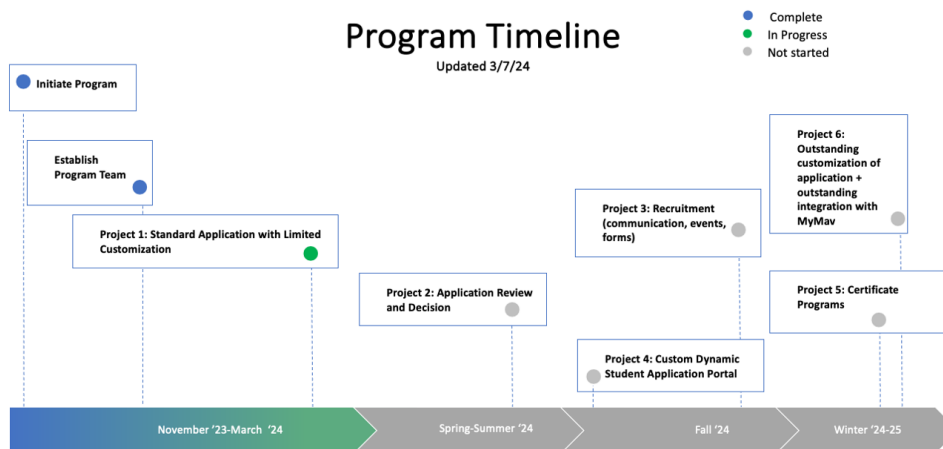 Program Timeline
Updated 3/7/24
Complete
In Progress
Not started
Initiate Program
Establish
Program Team
Project 1: Standard Application with Limited
Customization
Project 2: Application Review
and Decision
Project 3: Recruitment
(communication, events,
forms)
Project 4: Custom Dynamic
Student Application Portal
Project 6:
Outstanding
customization of
application +
outstanding
integration with
MyMav
Project 5: Certificate
Programs
November ‘23-March ‘24
Spring-Summer ‘24
Fall ‘24
Winter ‘24-25